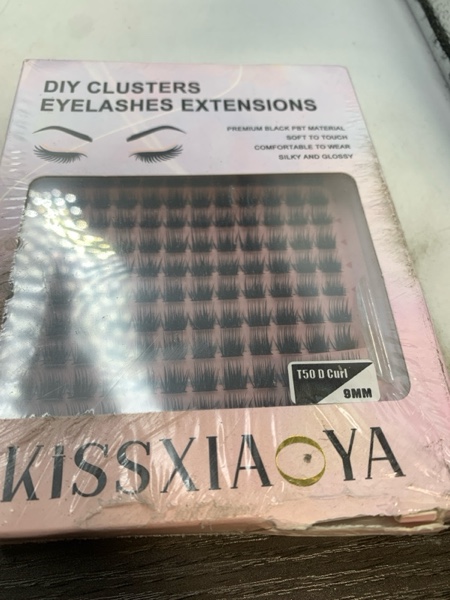 DIY CLUSTERS
EYELASHES EXTENSIONS
PREMIUM BLACK PBT MATERIAL
SOFT TO TOUCH
COMFORTABLE TO WEAR
SILKY AND GLOSSY
T50 D Curl
9MM
KISSXIAOYA